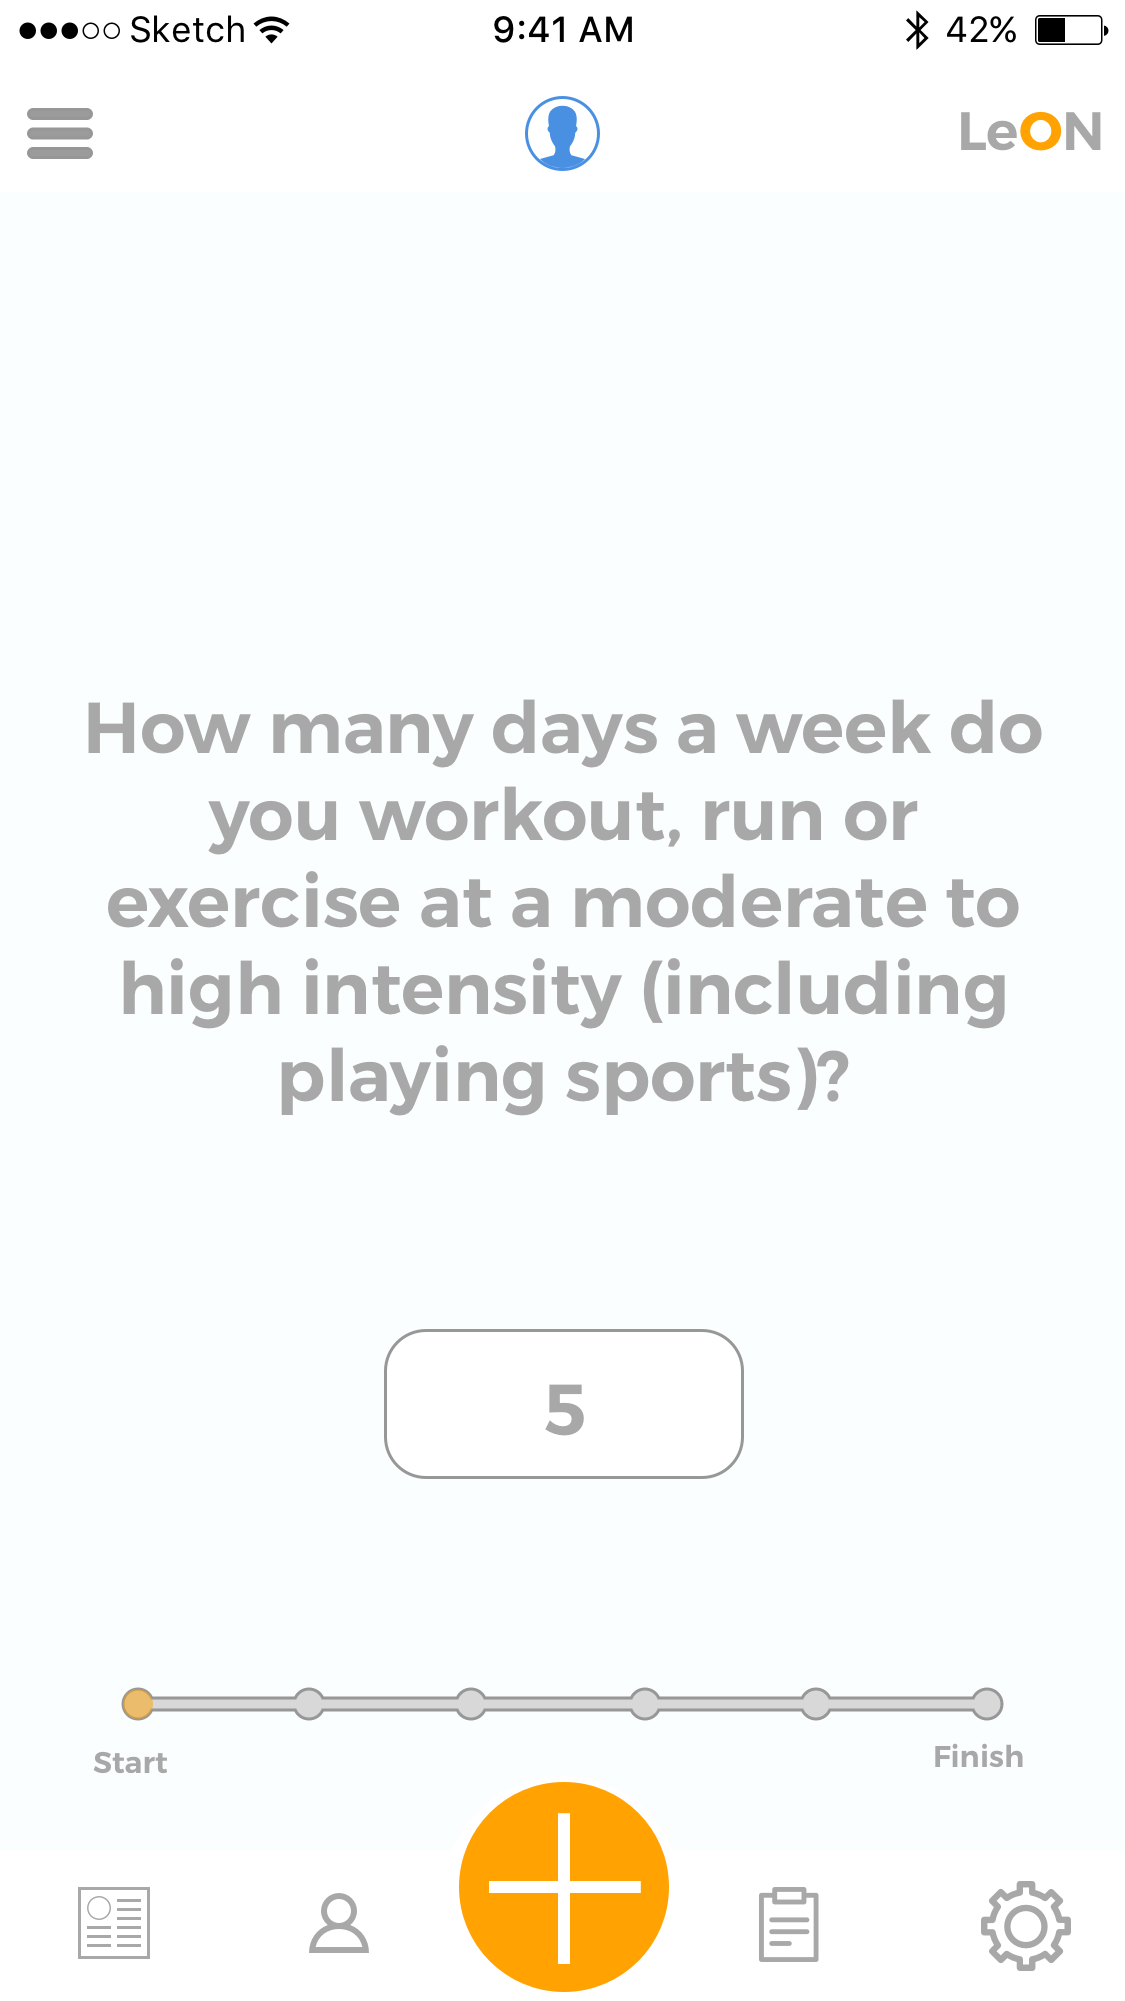 Sketch 9:41 AM 42%
LeON
How many days a week do
you workout, run or
exercise at a moderate to
high intensity (including
playing sports)?
5
Start Finish